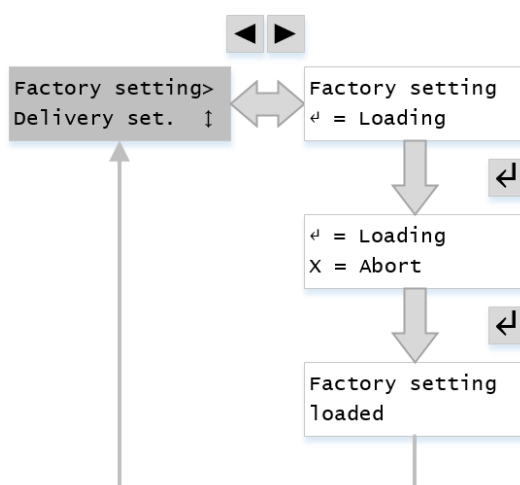 Factory setting>
Delivery set. ↕
Factory setting
↵ = Loading
↵ = Loading
X = Abort
Factory setting
loaded